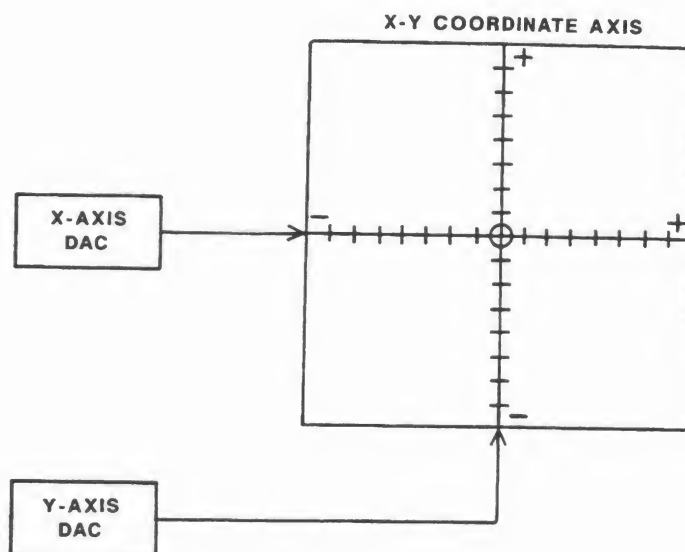 X-Y COORDINATE AXIS
+
X-AXIS
DAC
-
+
-
Y-AXIS
DAC